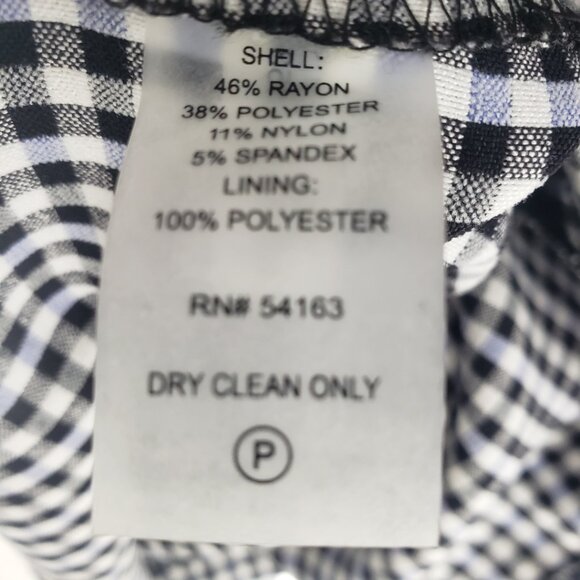 SHELL:
46% RAYON
38% POLYESTER
11% NYLON
5% SPANDEX
LINING:
100% POLYESTER
RN# 54163
DRY CLEAN ONLY
P